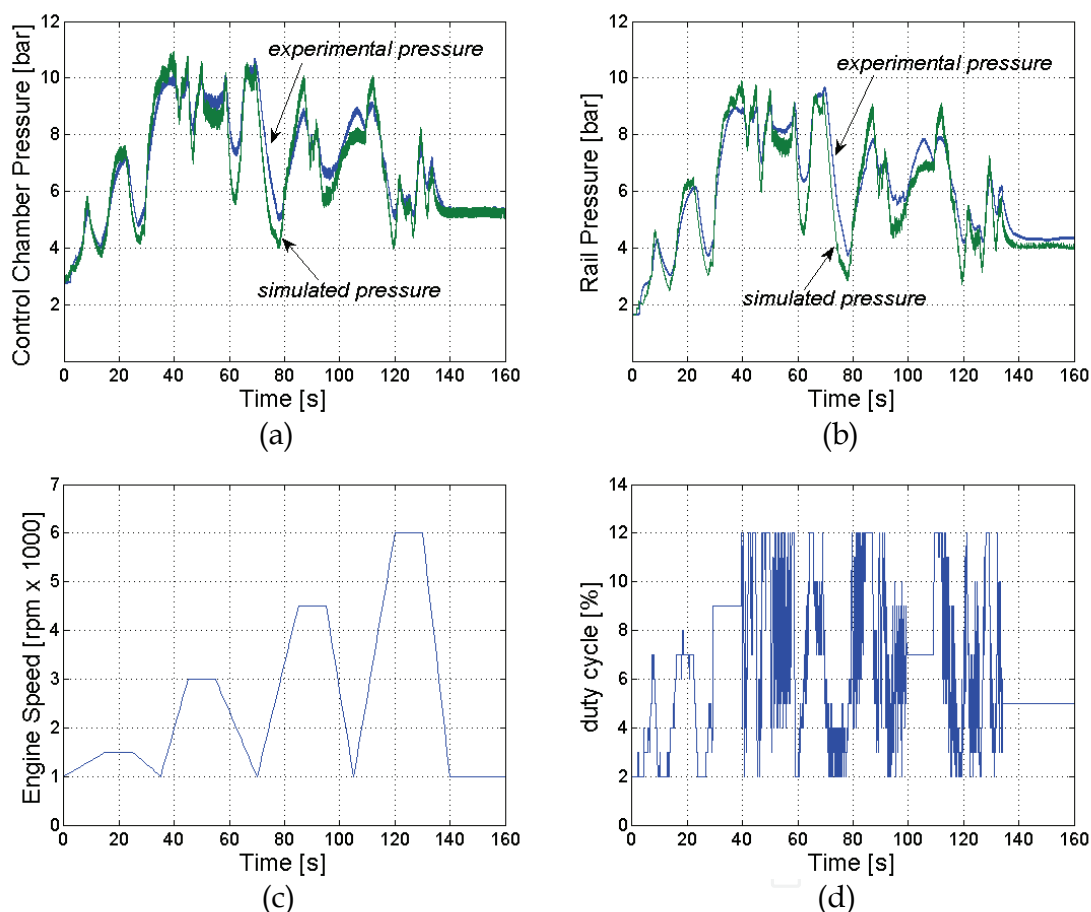 12
10
8
6
4
2
Control Chamber Pressure [bar]
experimental pressure
simulated pressure
0 20 40 60 80 100 120 140 160
Time [s]
(a)
12
10
8
6
4
2
Rail Pressure [bar]
experimental pressure
simulated pressure
0 20 40 60 80 100 120 140 160
Time [s]
(b)
7
6
5
4
3
2
1
0
Engine Speed [rpm x 1000]
0 20 40 60 80 100 120 140 160
Time [s]
(c)
14
12
10
8
6
4
2
0
duty cycle [%]
0 20 40 60 80 100 120 140 160
Time [s]
(d)